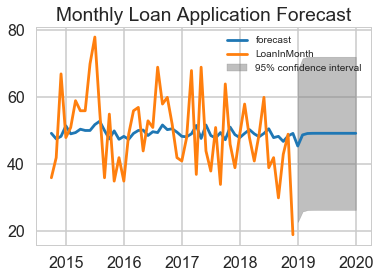 Monthly Loan Application Forecast
80
60
40
20
forecast
LoanInMonth
95% confidence interval
2015 2016 2017 2018 2019 2020